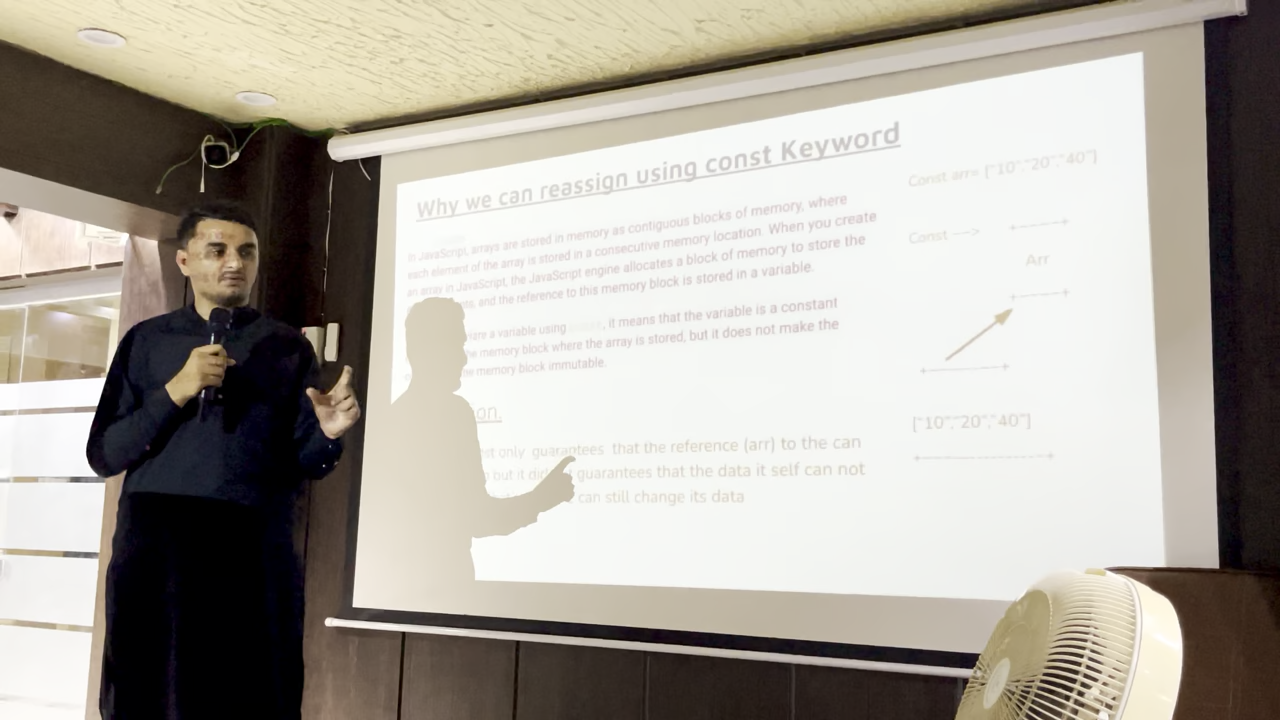 Why we can reassign using const Keyword
In JavaScript, arrays are stored in memory as contiguous blocks of memory, where
each element of the array is stored in a consecutive memory location. When you create
an array in JavaScript, the JavaScript engine allocates a block of memory to store the
and the reference to this memory block is stored in a variable.
a variable using , it means that the variable is a constant
memory block where the array is stored, but it does not make the
memory block immutable.
only guarantees that the reference (arr) to the can
but it guarantees that the data it self can not
can still change its data
Const arr= ["10","20","40"]
Const
Arr
["10","20","40"]